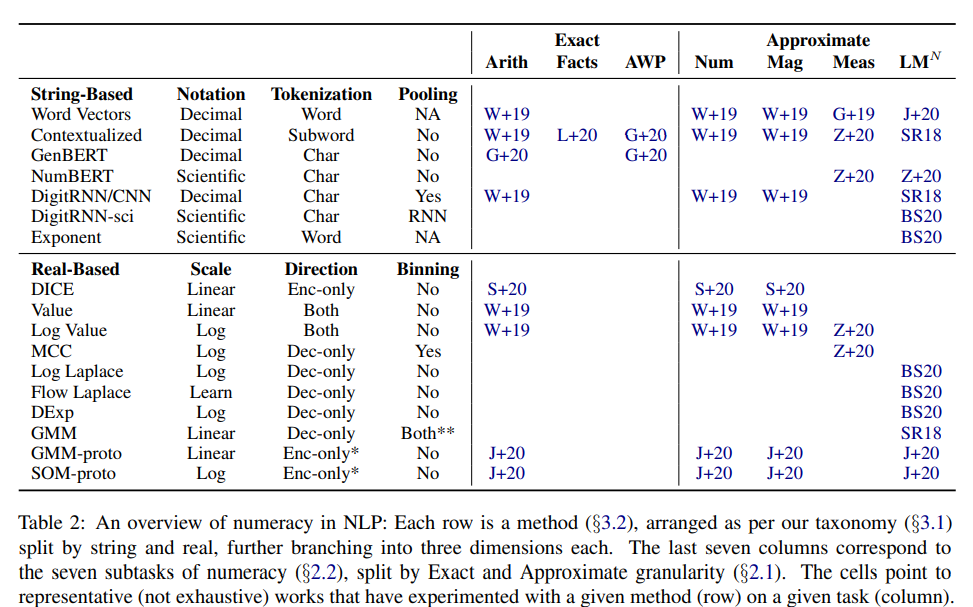 Exact Approximate
Arith Facts AWP Num Mag Meas LM^N
String-Based Notation Tokenization Pooling
Word Vectors Decimal Word NA W+19 W+19 W+19 G+19 J+20
Contextualized Decimal Subword No W+19 L+20 G+20 W+19 W+19 Z+20 SR18
GenBERT Decimal Char No G+20 G+20
NumBERT Scientific Char No Z+20 Z+20
DigitRNN/CNN Decimal Char Yes W+19 W+19 W+19 SR18
DigitRNN-sci Scientific Char RNN BS20
Exponent Scientific Word NA BS20
Real-Based Scale Direction Binning
DICE Linear Enc-only No S+20 S+20 S+20
Value Linear Both No W+19 W+19 W+19
Log Value Log Both No W+19 W+19 W+19 Z+20
MCC Log Dec-only Yes Z+20
Log Laplace Log Dec-only No BS20
Flow Laplace Learn Dec-only No BS20
DExp Log Dec-only No BS20
GMM Linear Dec-only Both** SR18
GMM-proto Linear Enc-only* No J+20 J+20 J+20 J+20
SOM-proto Log Enc-only* No J+20 J+20 J+20 J+20
Table 2: An overview of numeracy in NLP: Each row is a method (§3.2), arranged as per our taxonomy (§3.1)
split by string and real, further branching into three dimensions each. The last seven columns correspond to
the seven subtasks of numeracy (§2.2), split by Exact and Approximate granularity (§2.1). The cells point to
representative (not exhaustive) works that have experimented with a given method (row) on a given task (column).